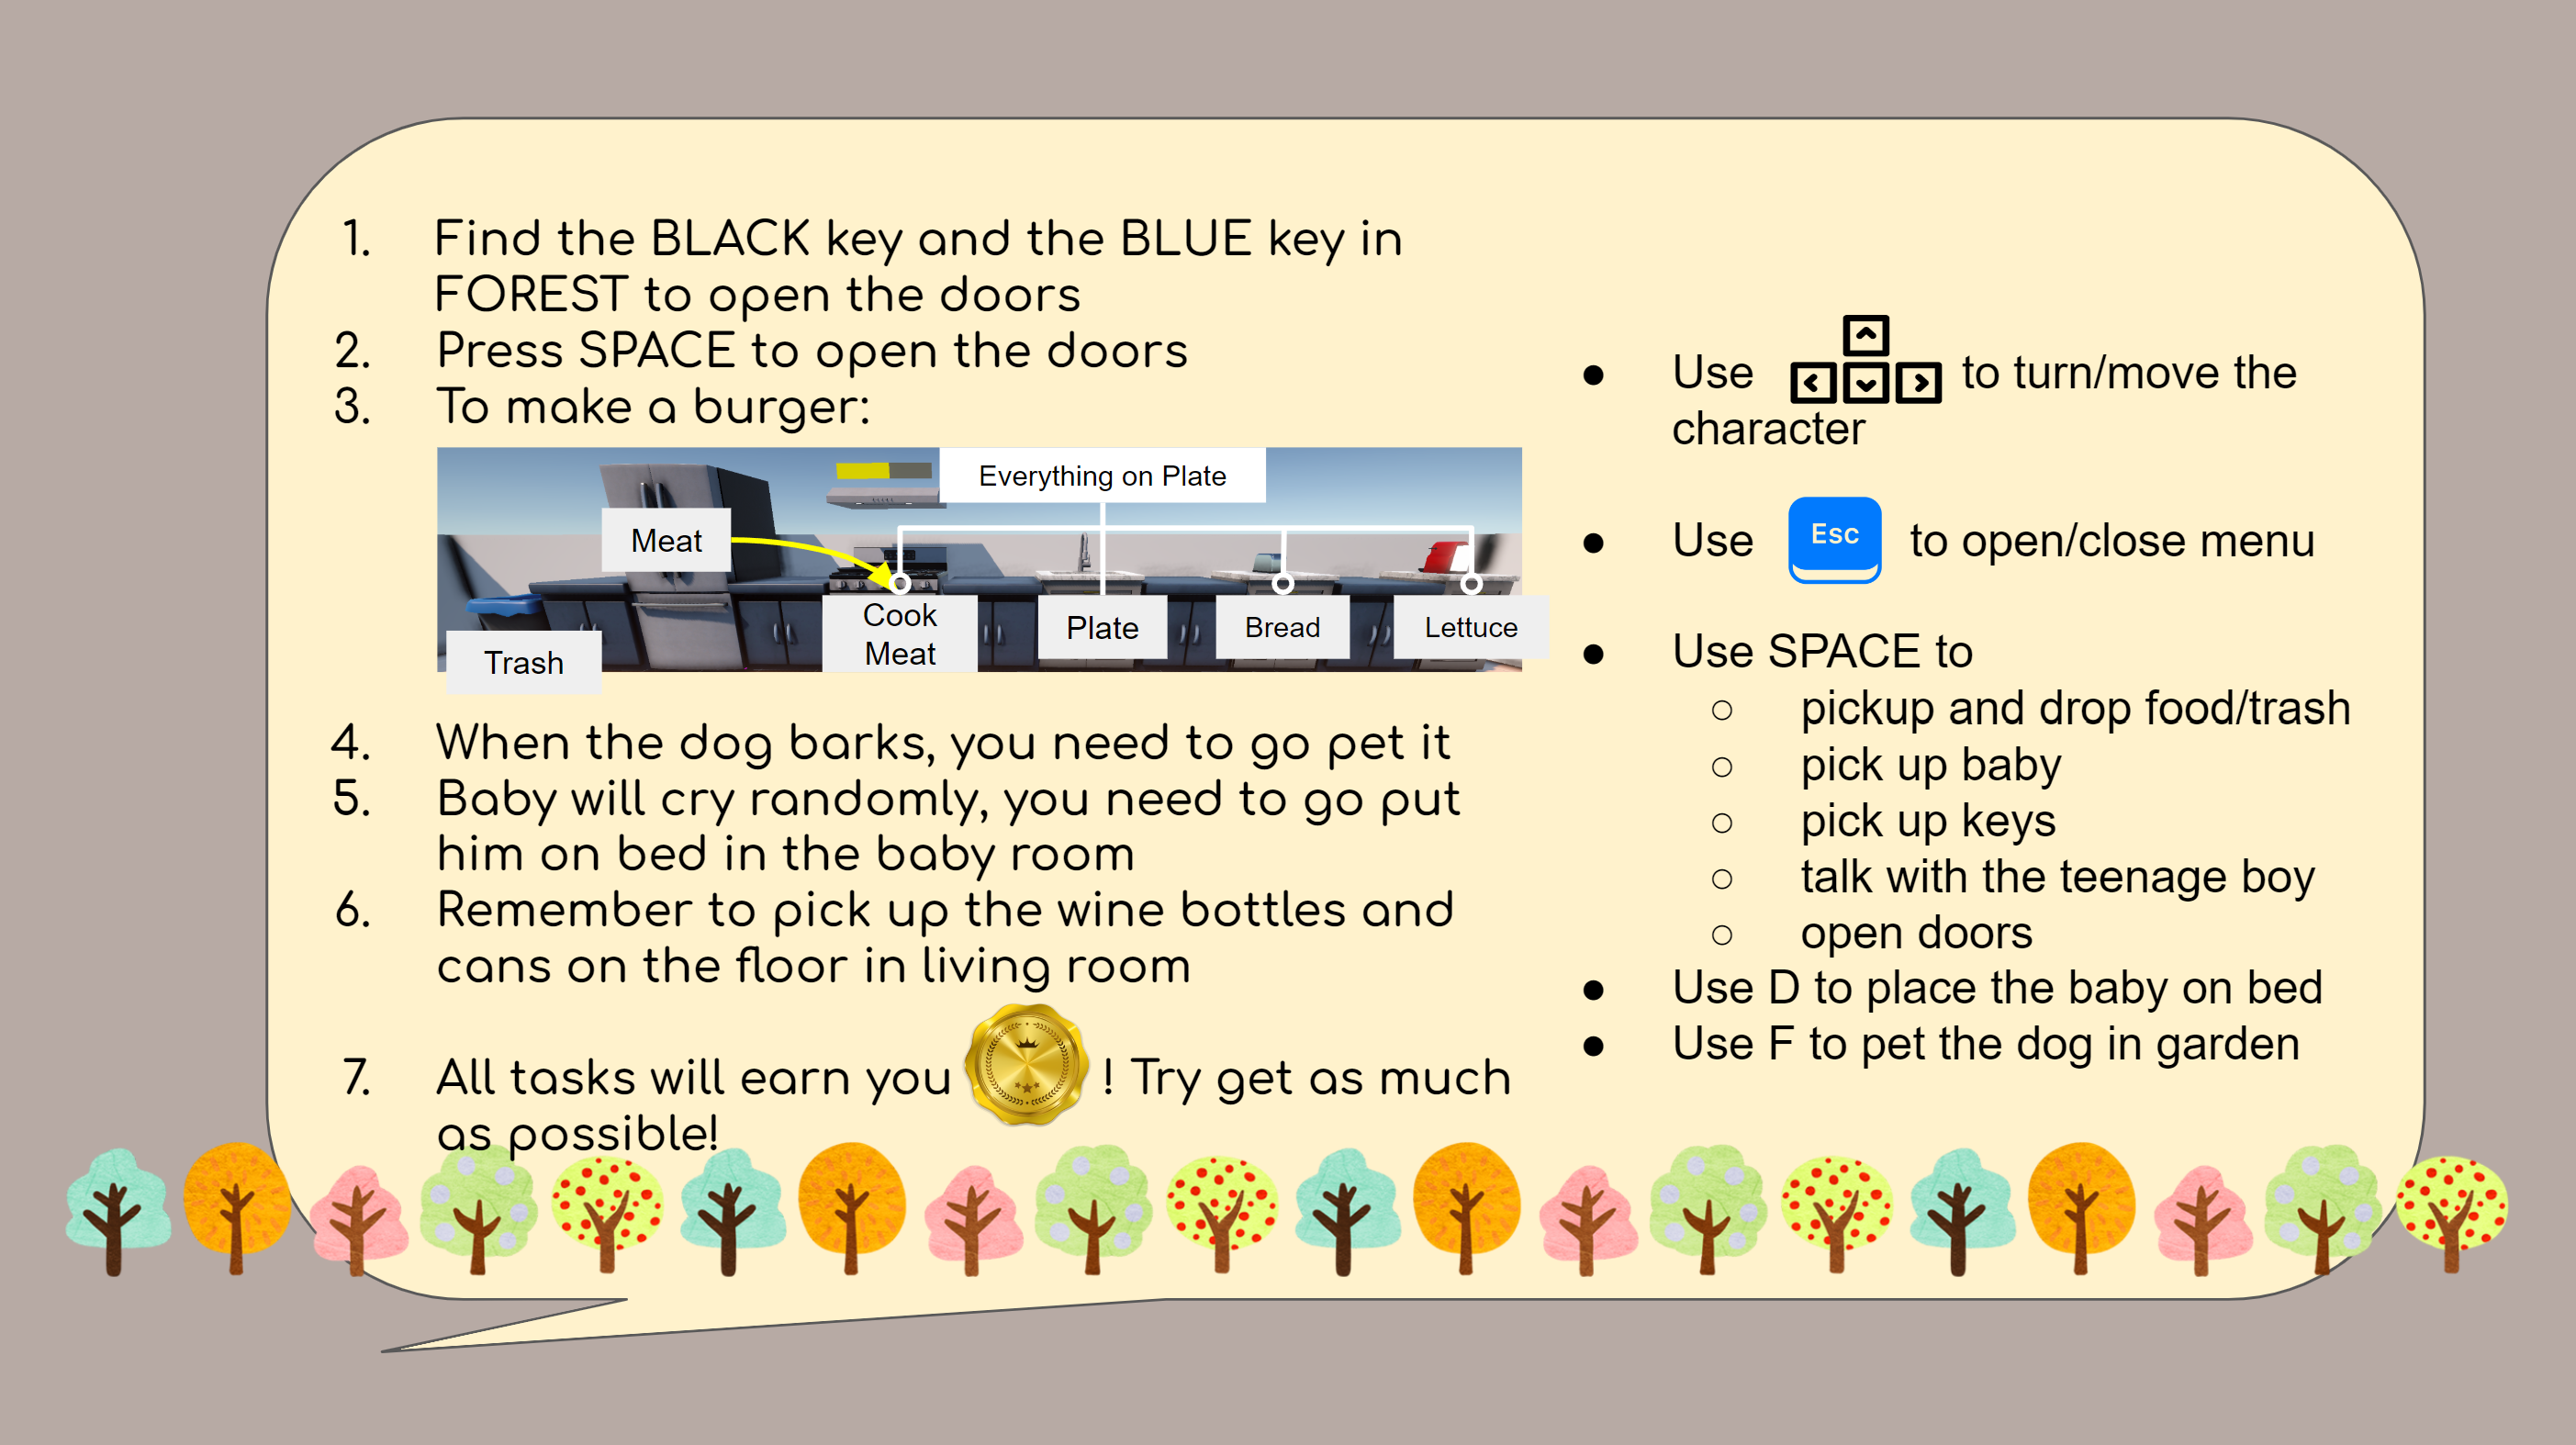 1. Find the BLACK key and the BLUE key in
FOREST to open the doors
2. Press SPACE to open the doors
3. To make a burger:
Everything on Plate
Meat
Cook
Meat
Plate
Bread
Lettuce
Trash
4. When the dog barks, you need to go pet it
5. Baby will cry randomly, you need to go put
him on bed in the baby room
6. Remember to pick up the wine bottles and
cans on the floor in living room
7. All tasks will earn you ! Try get as much
as possible!
● Use to turn/move the
character
● Use Esc to open/close menu
● Use SPACE to
○ pickup and drop food/trash
○ pick up baby
○ pick up keys
○ talk with the teenage boy
○ open doors
● Use D to place the baby on bed
● Use F to pet the dog in garden